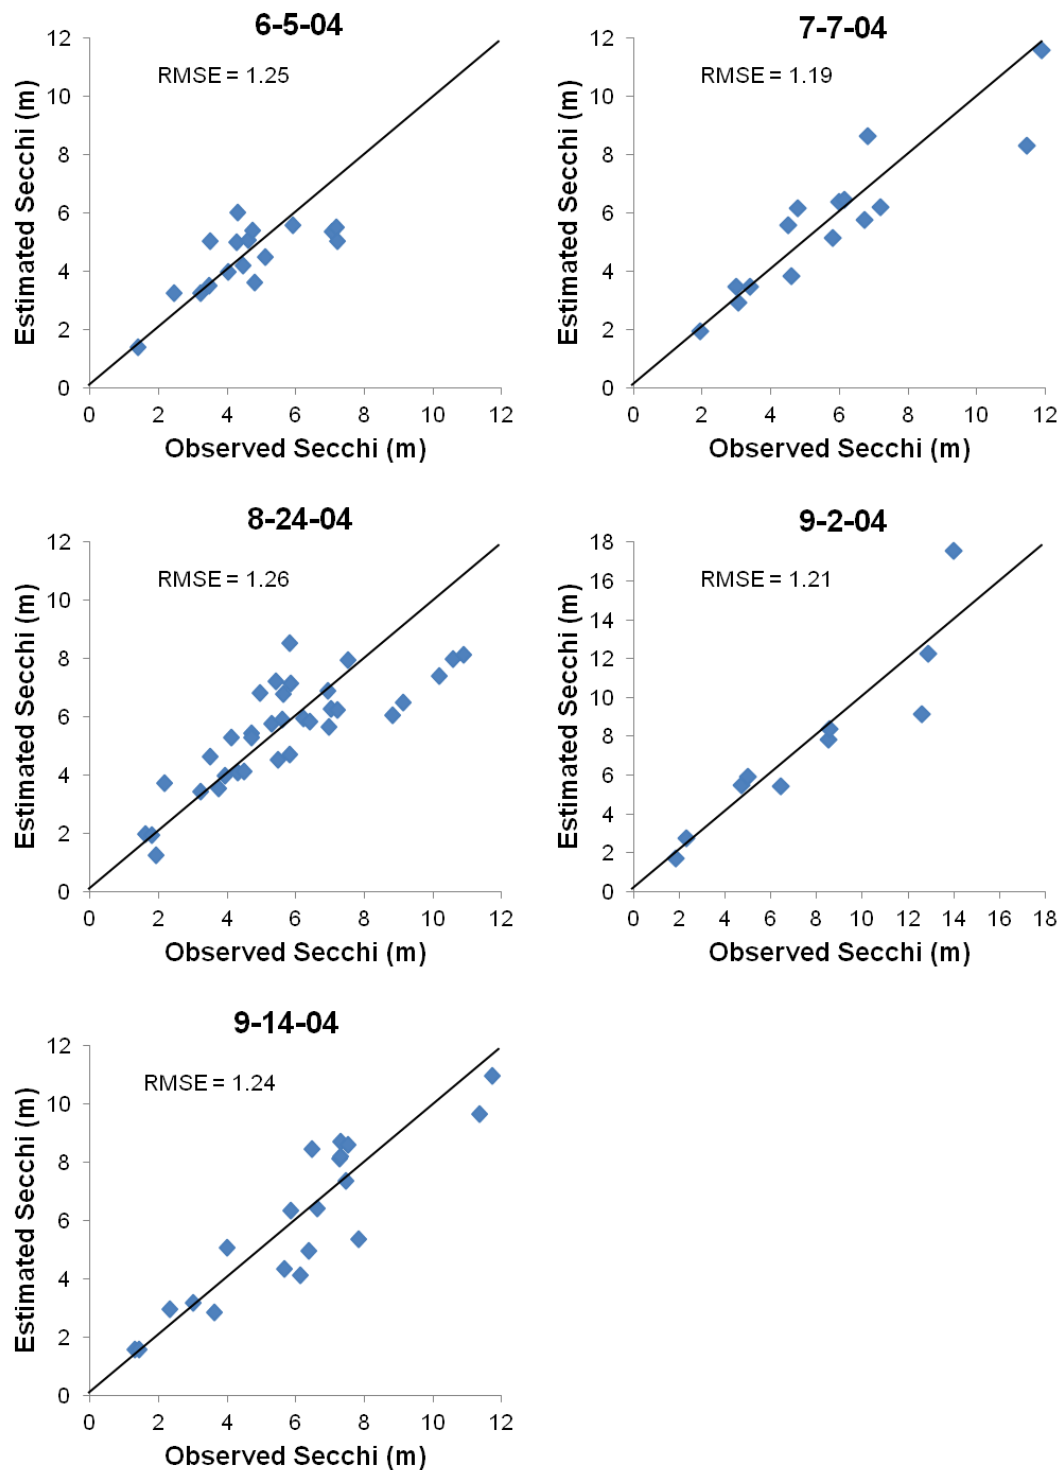 6-5-04
RMSE = 1.25
Estimated Secchi (m)
12
10
8
6
4
2
0
0 2 4 6 8 10 12
Observed Secchi (m)
7-7-04
RMSE = 1.19
Estimated Secchi (m)
12
10
8
6
4
2
0
0 2 4 6 8 10 12
Observed Secchi (m)
8-24-04
RMSE = 1.26
Estimated Secchi (m)
12
10
8
6
4
2
0
0 2 4 6 8 10 12
Observed Secchi (m)
9-2-04
RMSE = 1.21
Estimated Secchi (m)
18
16
14
12
10
8
6
4
2
0
0 2 4 6 8 10 12 14 16 18
Observed Secchi (m)
9-14-04
RMSE = 1.24
Estimated Secchi (m)
12
10
8
6
4
2
0
0 2 4 6 8 10 12
Observed Secchi (m)